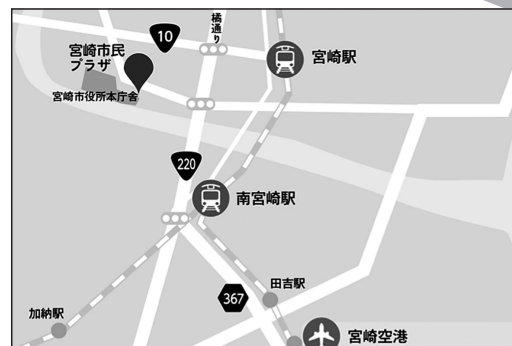 橘通り
10
宮崎市民
プラザ
宮崎駅
宮崎市役所本庁舎
220
南宮崎駅
田吉駅
367
加納駅
宮崎空港